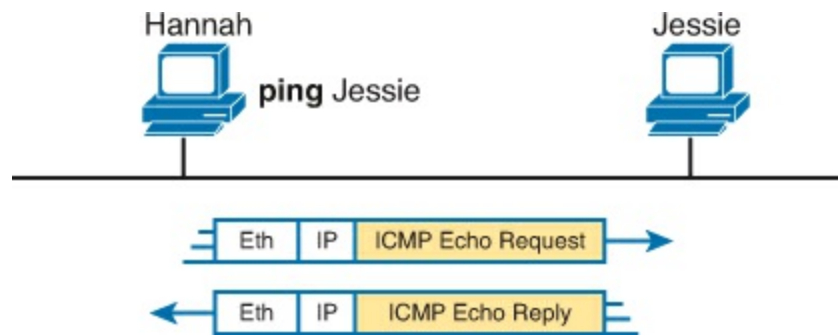 Hannah
Jessie
ping Jessie
Eth IP ICMP Echo Request
Eth IP ICMP Echo Reply